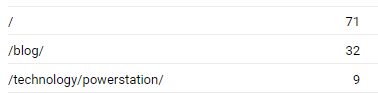 / 71
/blog/ 32
/technology/powerstation/ 9